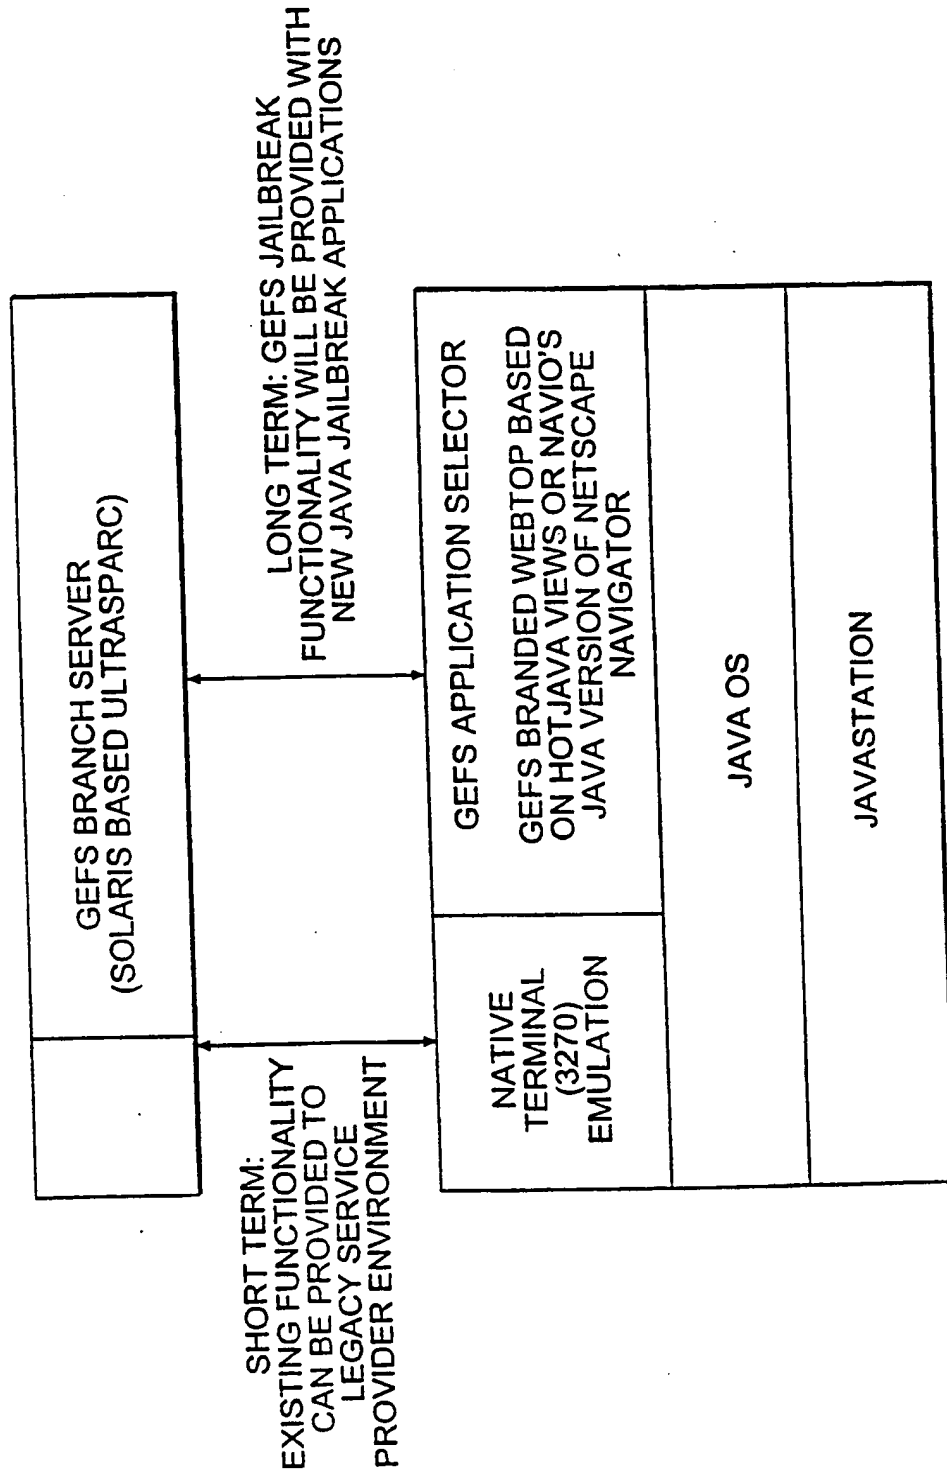 GEFS BRANCH SERVER
(SOLARIS BASED ULTRASPARC)
SHORT TERM:
EXISTING FUNCTIONALITY
CAN BE PROVIDED TO
LEGACY SERVICE
PROVIDER ENVIRONMENT
LONG TERM: GEFS JAILBREAK
FUNCTIONALITY WILL BE PROVIDED WITH
NEW JAVA JAILBREAK APPLICATIONS
NATIVE
TERMINAL
(3270)
EMULATION
GEFS APPLICATION SELECTOR
GEFS BRANDED WEBTOP BASED
ON HOTJAVA VIEWS OR NAVIO'S
JAVA VERSION OF NETSCAPE
NAVIGATOR
JAVA OS
JAVASTATION